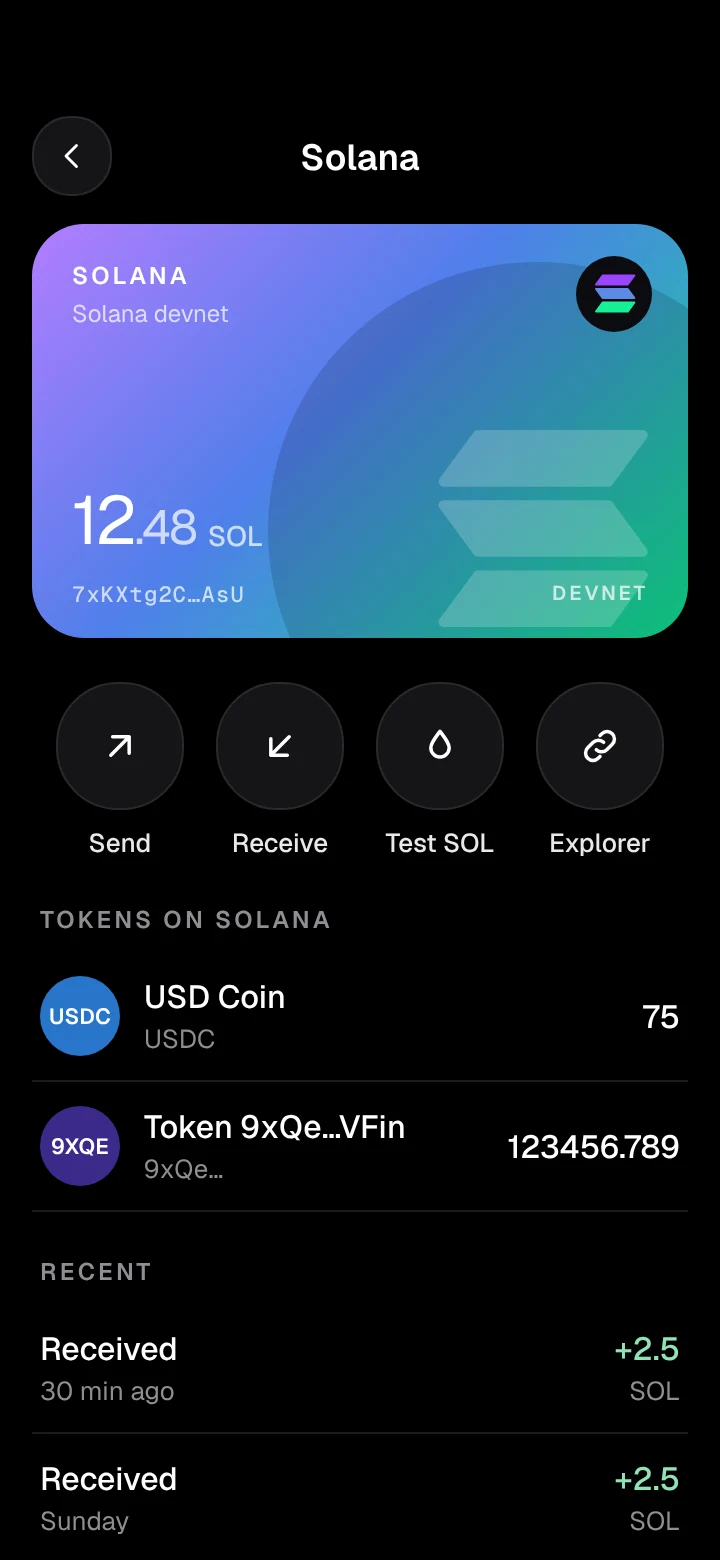 Solana
SOLANA
Solana devnet
12.48 SOL
7xKXtg2C…AsU
DEVNET
Send
Receive
Test SOL
Explorer
TOKENS ON SOLANA
USDC
USD Coin
USDC
75
9XQE
Token 9xQe…VFin
9xQe…
123456.789
RECENT
Received
+2.5
30 min ago
SOL
Received
+2.5
Sunday
SOL